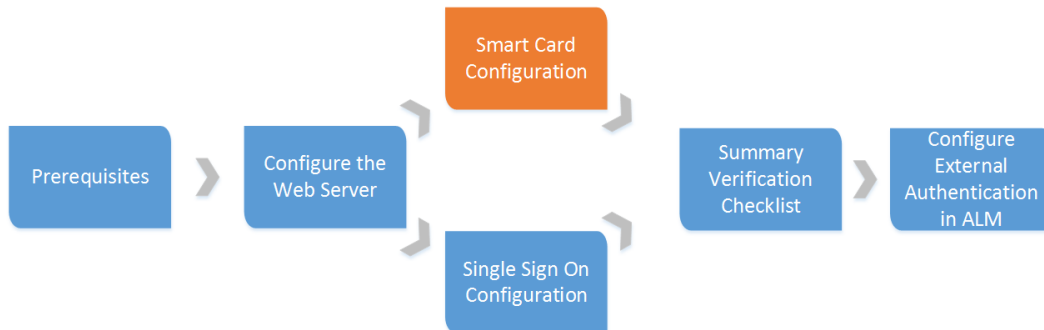 Smart Card
Configuration
Prerequisites
Configure the
Web Server
Summary
Verification
Checklist
Configure
External
Authentication
in ALM
Single Sign On
Configuration